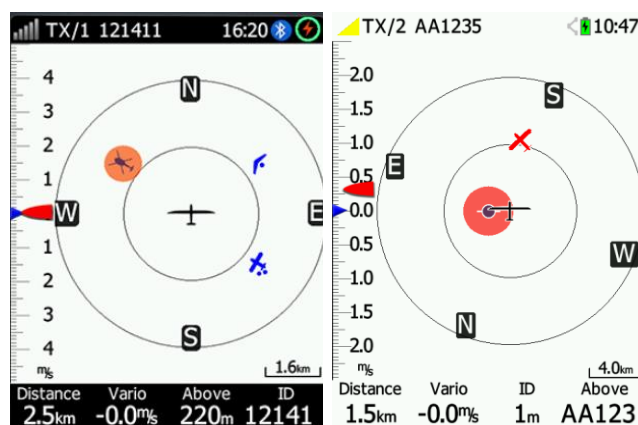 TX/1 121411 16:20
4
3
2
1
1
2
3
4
m/s
N
W
E
S
1.6km
Distance Vario Above ID
2.5km -0.0m/s 220m 12141
TX/2 AA1235 10:47
2.0
1.5
1.0
0.5
0.0
0.5
1.0
1.5
2.0
m/s
S
E
W
N
4.0km
Distance Vario ID Above
1.5km -0.0m/s 1m AA123